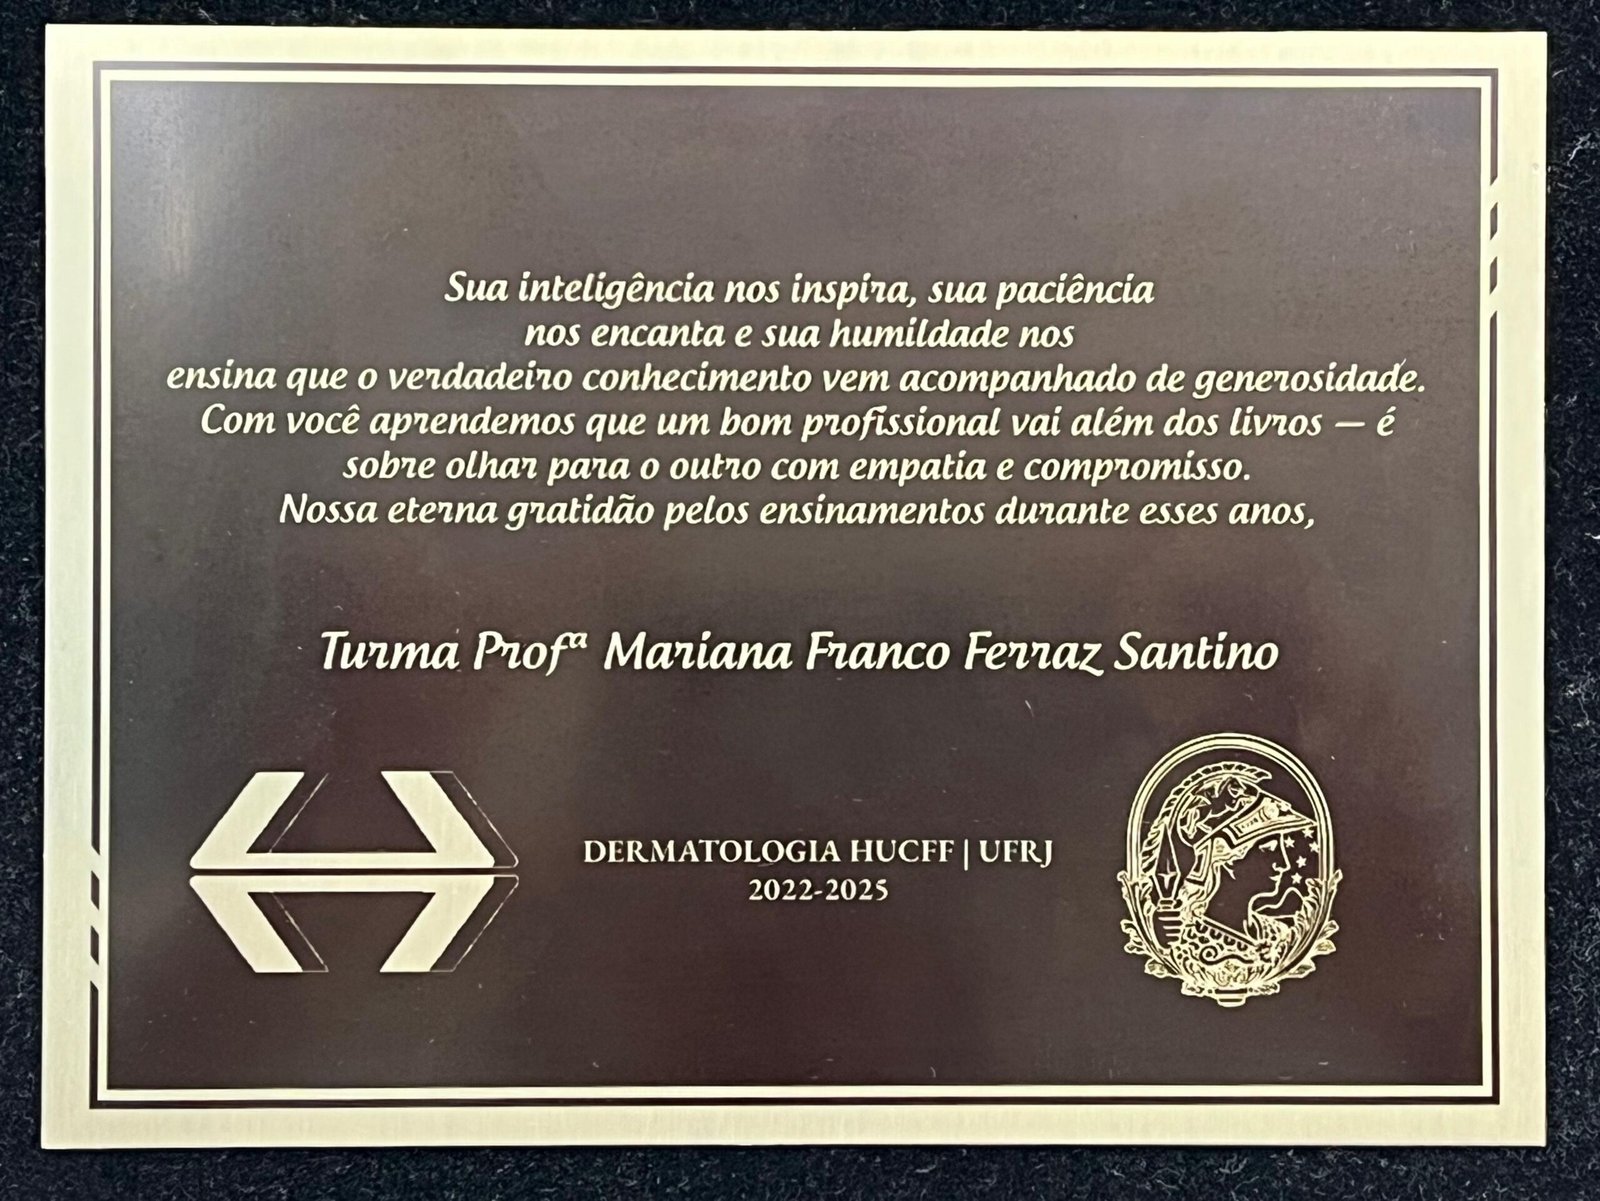 Sua inteligência nos inspira, sua paciência
nos encanta e sua humildade nos
ensina que o verdadeiro conhecimento vem acompanhado de generosidade.
Com você aprendemos que um bom profissional vai além dos livros — é
sobre olhar para o outro com empatia e compromisso.
Nossa eterna gratidão pelos ensinamentos durante esses anos,
Turma Profª Mariana Franco Ferraz Santino
DERMATOLOGIA HUCFF | UFRJ
2022-2025